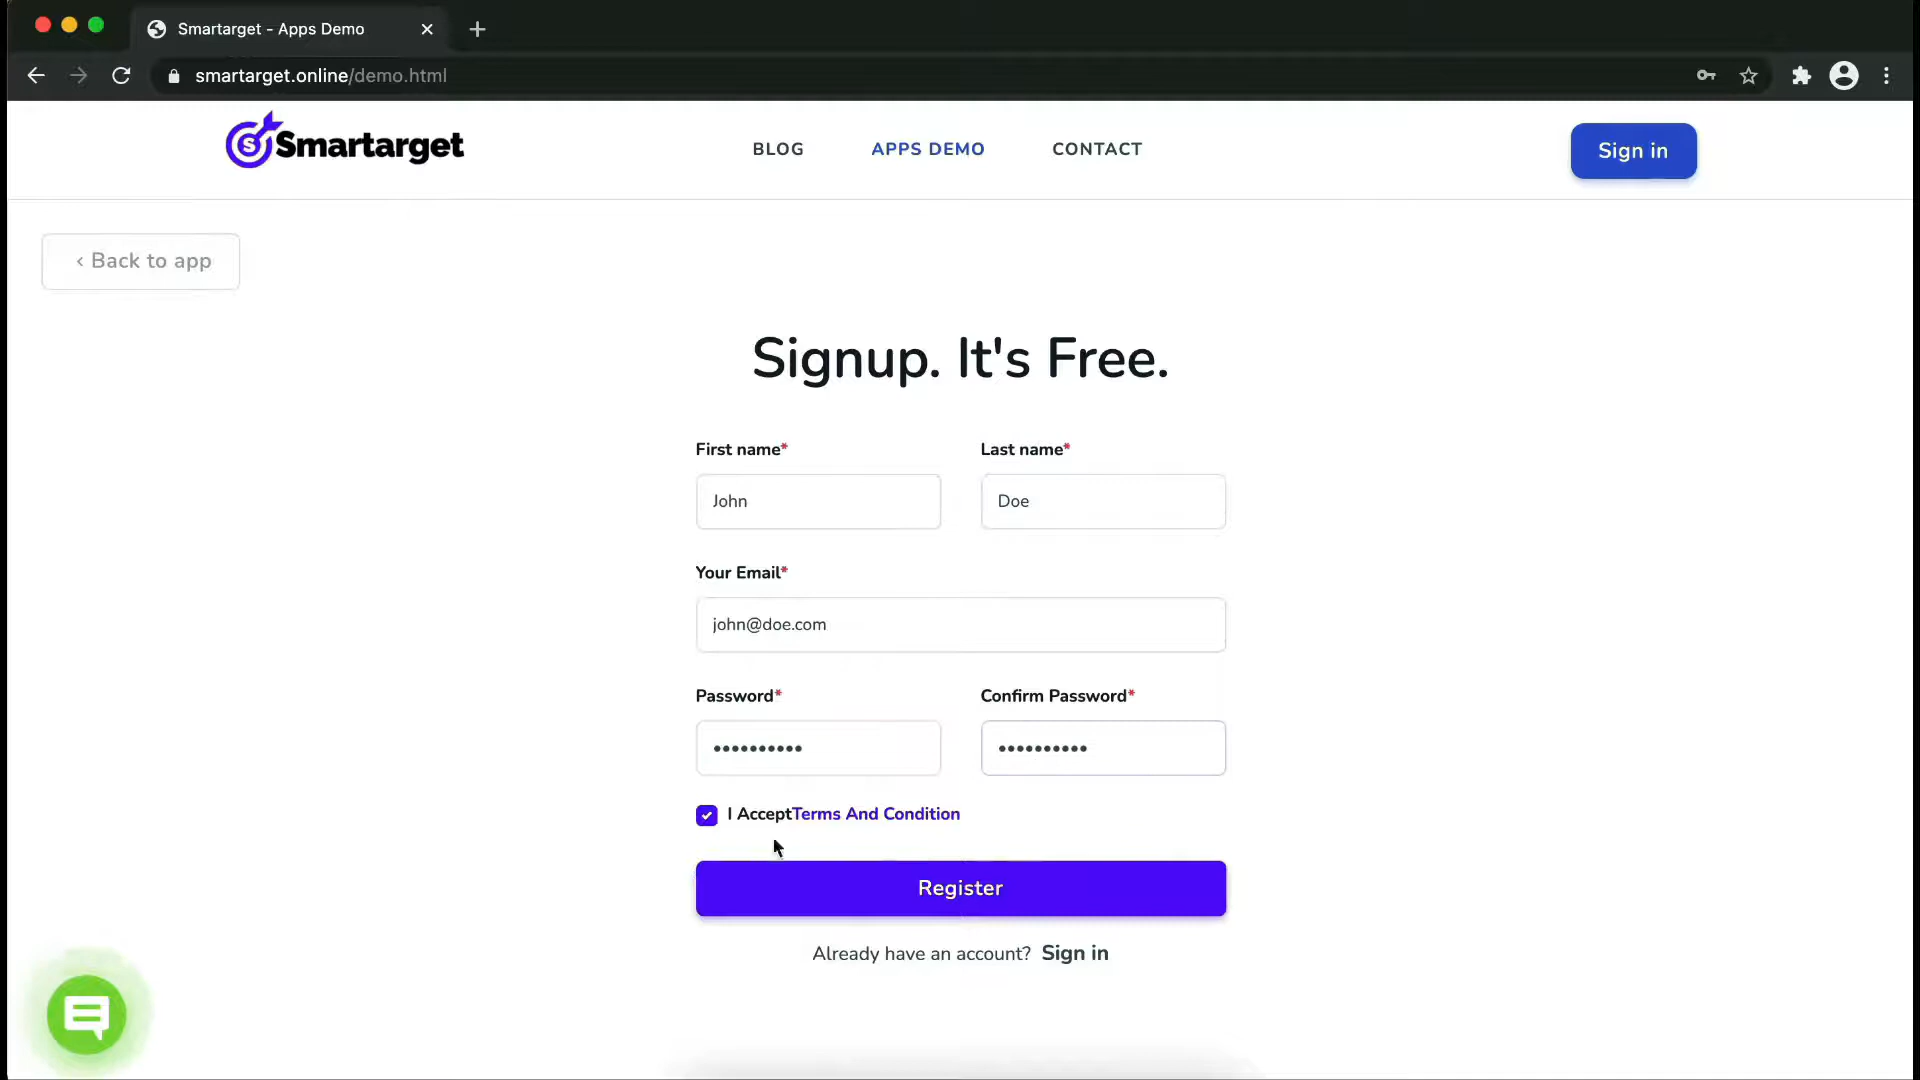 Smartarget - Apps Demo
smartarget.online/demo.html
Smartarget
BLOG APPS DEMO CONTACT
Sign in
‹ Back to app
Signup. It's Free.
First name* Last name*
John Doe
Your Email*
john@doe.com
Password* Confirm Password*
•••••••••• ••••••••••
I AcceptTerms And Condition
Register
Already have an account? Sign in